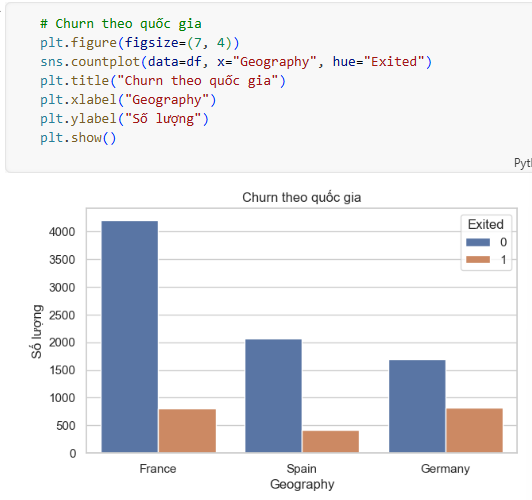 # Churn theo quốc gia
plt.figure(figsize=(7, 4))
sns.countplot(data=df, x="Geography", hue="Exited")
plt.title("Churn theo quốc gia")
plt.xlabel("Geography")
plt.ylabel("Số lượng")
plt.show()
Churn theo quốc gia
Exited
0
1
Số lượng
4000
3500
3000
2500
2000
1500
1000
500
0
France Spain Germany
Geography